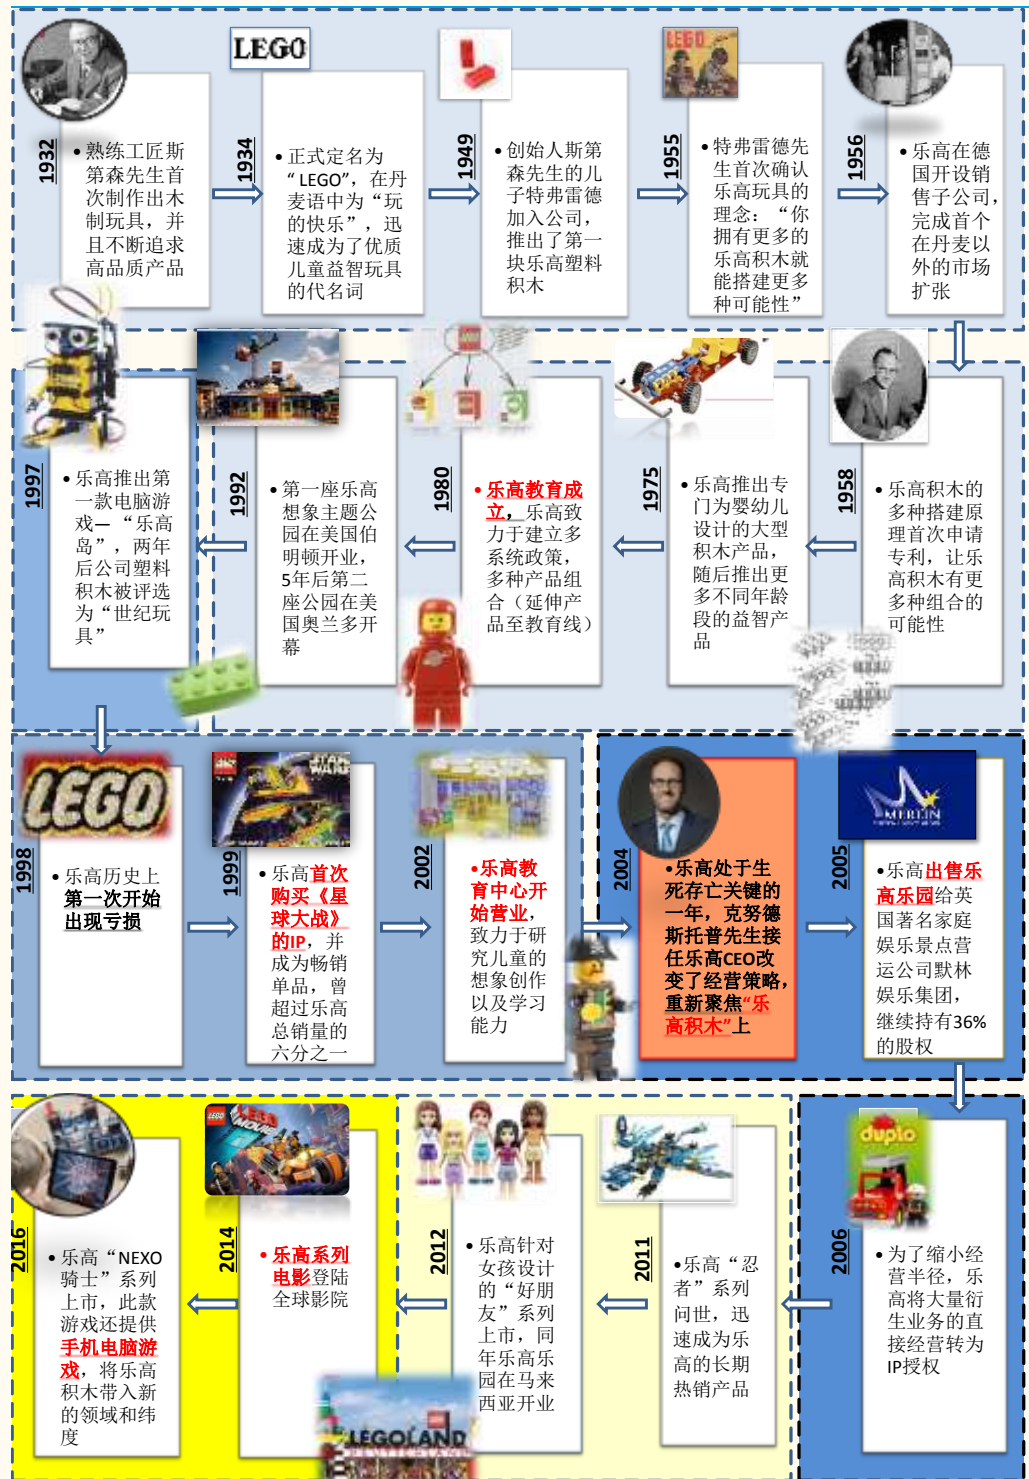 1932
• 熟练工匠斯
第森先生首
次制作出木
制玩具，并
且不断追求
高品质产品
LEGO
1934
• 正式定名为
“ LEGO”，在丹
麦语中为“玩
的快乐”，迅
速成为了优质
儿童益智玩具
的代名词
1949
• 创始人斯第
森先生的儿
子特弗雷德
加入公司，
推出了第一
块乐高塑料
积木
LEGO
1955
• 特弗雷德先
生首次确认
乐高玩具的
理念：“你
拥有更多的
乐高积木就
能搭建更多
种可能性”
1956
• 乐高在德
国开设销
售子公司，
完成首个
在丹麦以
外的市场
扩张
1958
• 乐高积木的
多种搭建原
理首次申请
专利，让乐
高积木有更
多种组合的
可能性
1975
• 乐高推出专
门为婴幼儿
设计的大型
积木产品，
随后推出更
多不同年龄
段的益智产
品
1980
• 乐高教育成
立，乐高致
力于建立多
系统政策，
多种产品组
合（延伸产
品至教育线）
1992
• 第一座乐高
想象主题公
园在美国伯
明顿开业，
5年后第二
座公园在美
国奥兰多开
幕
1997
• 乐高推出第
一款电脑游
戏—“乐高
岛”，两年
后公司塑料
积木被评选
为“世纪玩
具”
LEGO
1998
• 乐高历史上
第一次开始
出现亏损
STAR
WARS
1999
• 乐高首次
购买《星
球大战》
的IP，并
成为畅销
单品，曾
超过乐高
总销量的
六分之一
2002
•乐高教
育中心开
始营业，
致力于研
究儿童的
想象创作
以及学习
能力
2004
•乐高处于生
死存亡关键的
一年，克努德
斯托普先生接
任乐高CEO改
变了经营策略，
重新聚焦“乐
高积木”上
MERLIN
2005
•乐高出售乐
高乐园给英
国著名家庭
娱乐景点营
运公司默林
娱乐集团，
继续持有36%
的股权
duplo
2006
• 为了缩小经
营半径，乐
高将大量衍
生业务的直
接经营转为
IP授权
2011
•乐高“忍
者”系列
问世，迅
速成为乐
高的长期
热销产品
2012
• 乐高针对
女孩设计
的“好朋
友”系列
上市，同
年乐高乐
园在马来
西亚开业
LEGOLAND
LEGO
MOVIE
2014
• 乐高系列
电影登陆
全球影院
2016
• 乐高“NEXO
骑士”系列
上市，此款
游戏还提供
手机电脑游
戏，将乐高
积木带入新
的领域和纬
度